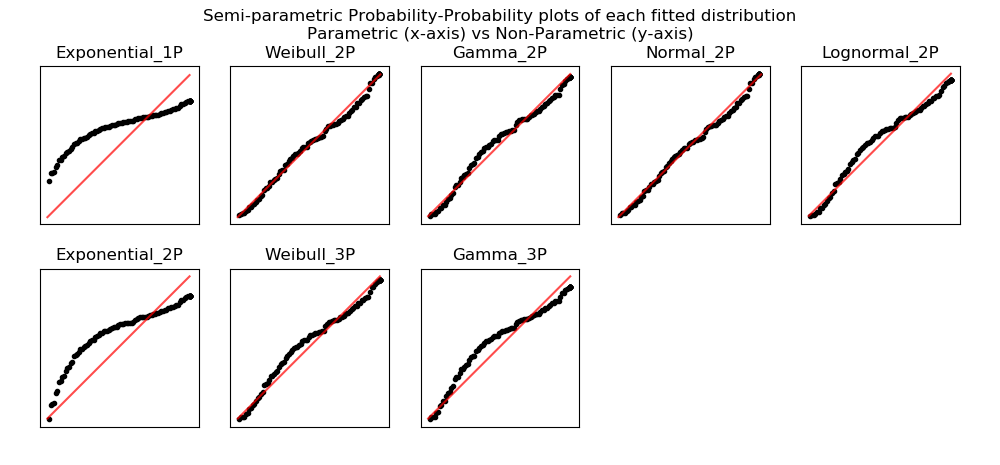 Semi-parametric Probability-Probability plots of each fitted distribution
Parametric (x-axis) vs Non-Parametric (y-axis)
Exponential_1P
Weibull_2P
Gamma_2P
Normal_2P
Lognormal_2P
Exponential_2P
Weibull_3P
Gamma_3P